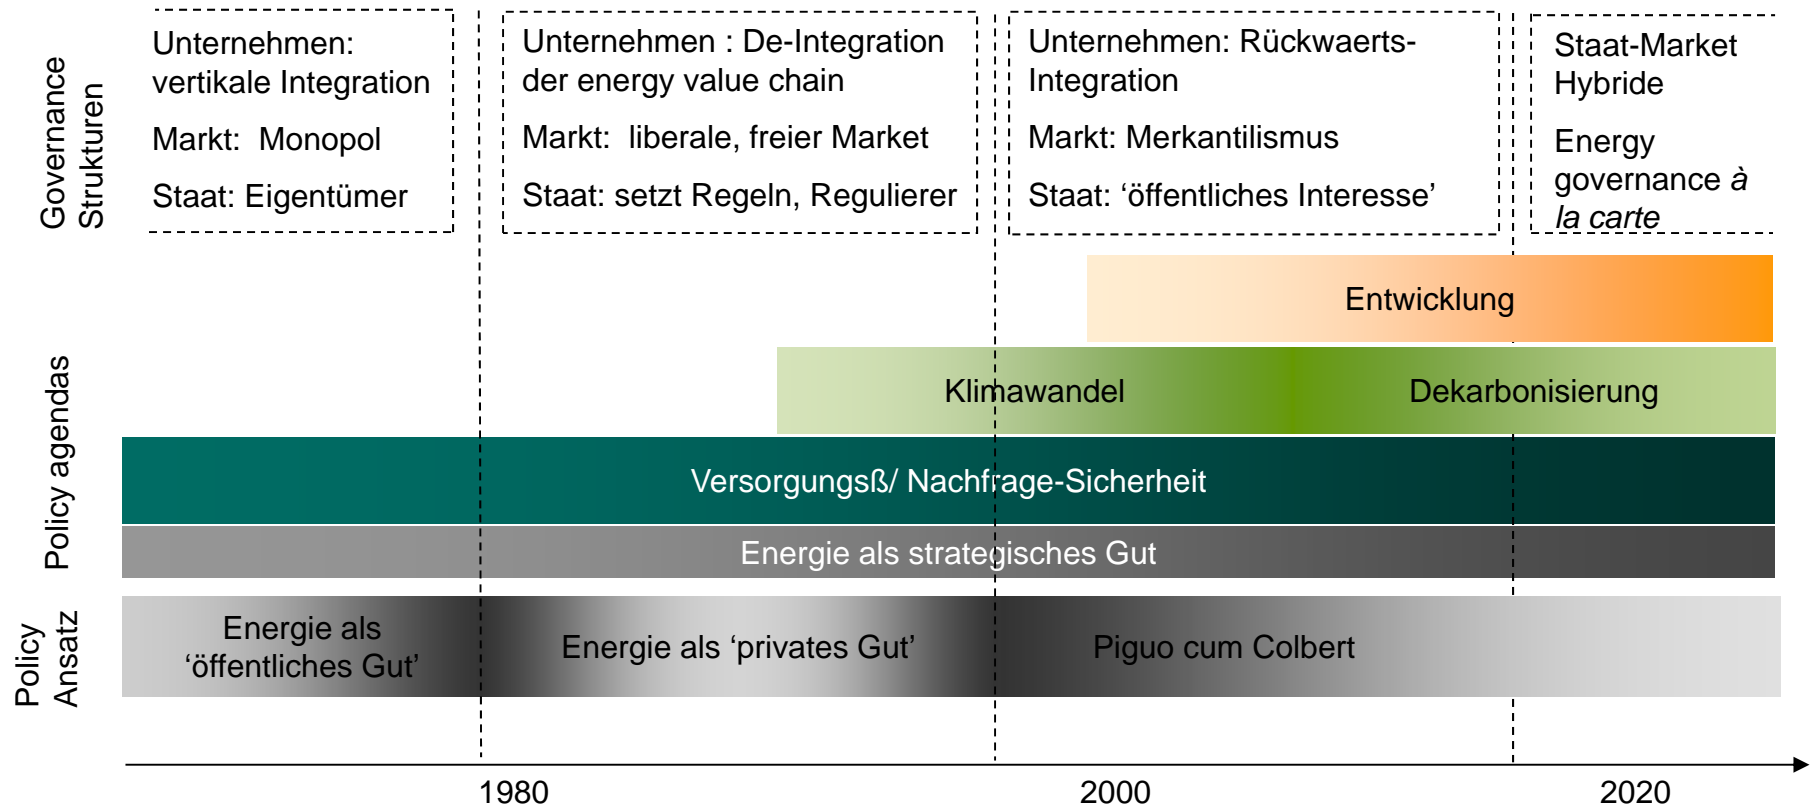 Governance
Strukturen
Unternehmen:
vertikale Integration
Markt:  Monopol
Staat: Eigentümer
Unternehmen : De-Integration
der energy value chain
Markt:  liberale, freier Market
Staat: setzt Regeln, Regulierer
Unternehmen: Rückwaerts-
Integration
Markt: Merkantilismus
Staat: ‘öffentliches Interesse’
Staat-Market
Hybride
Energy
governance à
la carte
Policy agendas
Entwicklung
Klimawandel
Dekarbonisierung
Versorgungsß/ Nachfrage-Sicherheit
Energie als strategisches Gut
Policy
Ansatz
Energie als
‘öffentliches Gut’
Energie als ‘privates Gut’
Piguo cum Colbert
1980
2000
2020